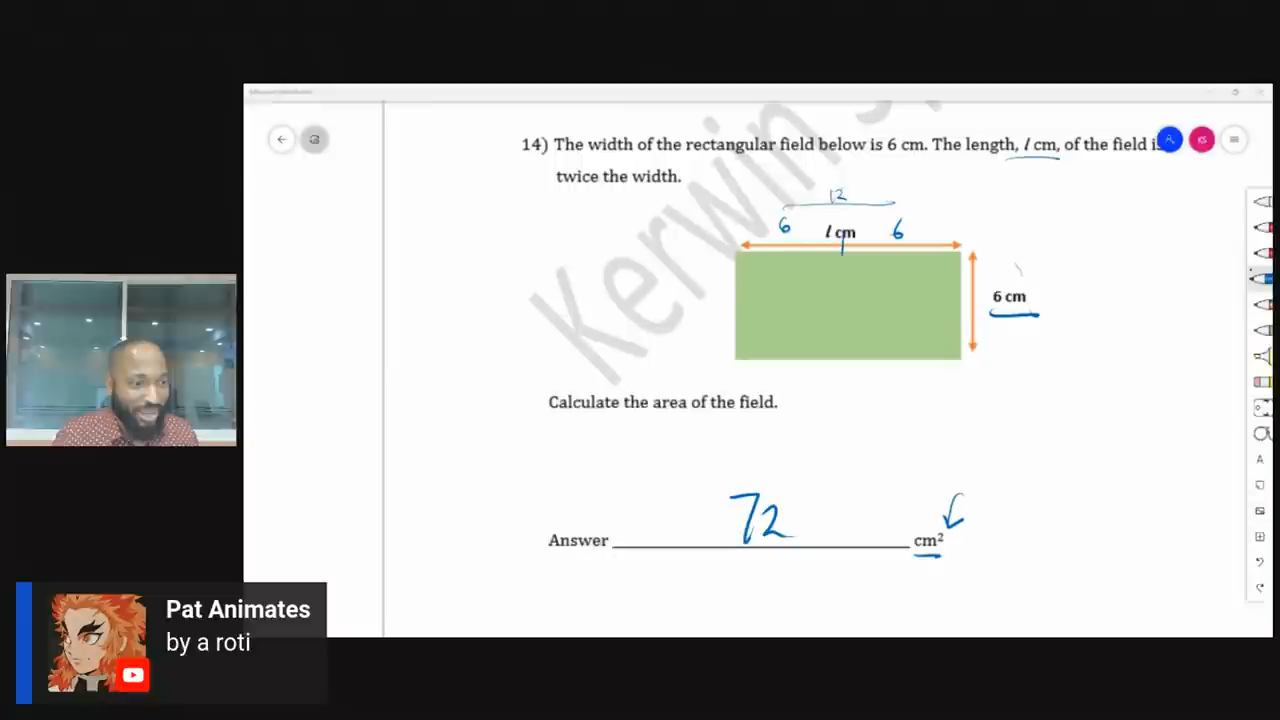 14) The width of the rectangular field below is 6 cm. The length, l cm, of the field is
twice the width.
12
6 l cm 6
6 cm
Kerwin
Calculate the area of the field.
72
Answer ____________ cm²
Pat Animates
by a roti
A